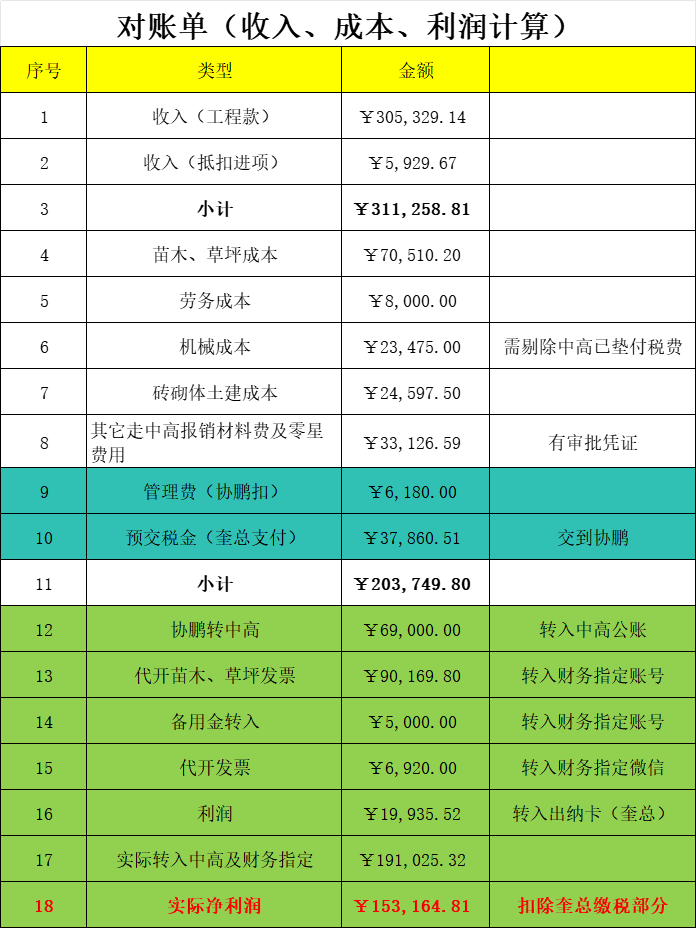 对账单（收入、成本、利润计算）
序号 类型 金额
1 收入（工程款） ￥305,329.14
2 收入（抵扣进项） ￥5,929.67
3 小计 ￥311,258.81
4 苗木、草坪成本 ￥70,510.20
5 劳务成本 ￥8,000.00
6 机械成本 ￥23,475.00 需剔除中高已垫付税费
7 砖砌体土建成本 ￥24,597.50
8 其它走中高报销材料费及零星
费用 ￥33,126.59 有审批凭证
9 管理费（协鹏扣） ￥6,180.00
10 预交税金（奎总支付） ￥37,860.51 交到协鹏
11 小计 ￥203,749.80
12 协鹏转中高 ￥69,000.00 转入中高公账
13 代开苗木、草坪发票 ￥90,169.80 转入财务指定账号
14 备用金转入 ￥5,000.00 转入财务指定账号
15 代开发票 ￥6,920.00 转入财务指定微信
16 利润 ￥19,935.52 转入出纳卡（奎总）
17 实际转入中高及财务指定 ￥191,025.32
18 实际净利润 ￥153,164.81 扣除奎总缴税部分